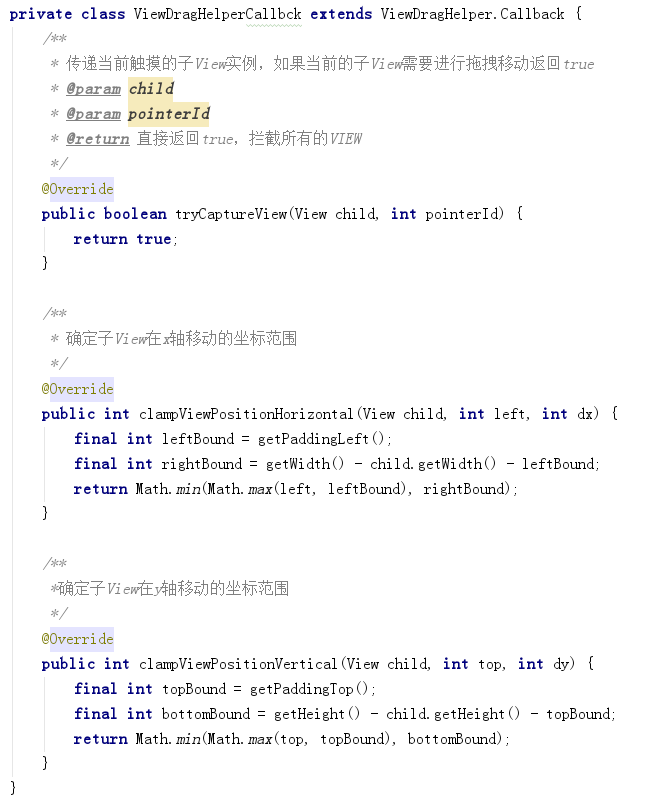 private class ViewDragHelperCallbck extends ViewDragHelper.Callback {
/**
* 传递当前触摸的子View实例，如果当前的子View需要进行拖拽移动返回true
* @param child
* @param pointerId
* @return 直接返回true，拦截所有的VIEW
*/
@Override
public boolean tryCaptureView(View child, int pointerId) {
return true;
}
/**
* 确定子View在x轴移动的坐标范围
*/
@Override
public int clampViewPositionHorizontal(View child, int left, int dx) {
final int leftBound = getPaddingLeft();
final int rightBound = getWidth() - child.getWidth() - leftBound;
return Math.min(Math.max(left, leftBound), rightBound);
}
/**
*确定子View在y轴移动的坐标范围
*/
@Override
public int clampViewPositionVertical(View child, int top, int dy) {
final int topBound = getPaddingTop();
final int bottomBound = getHeight() - child.getHeight() - topBound;
return Math.min(Math.max(top, topBound), bottomBound);
}
}